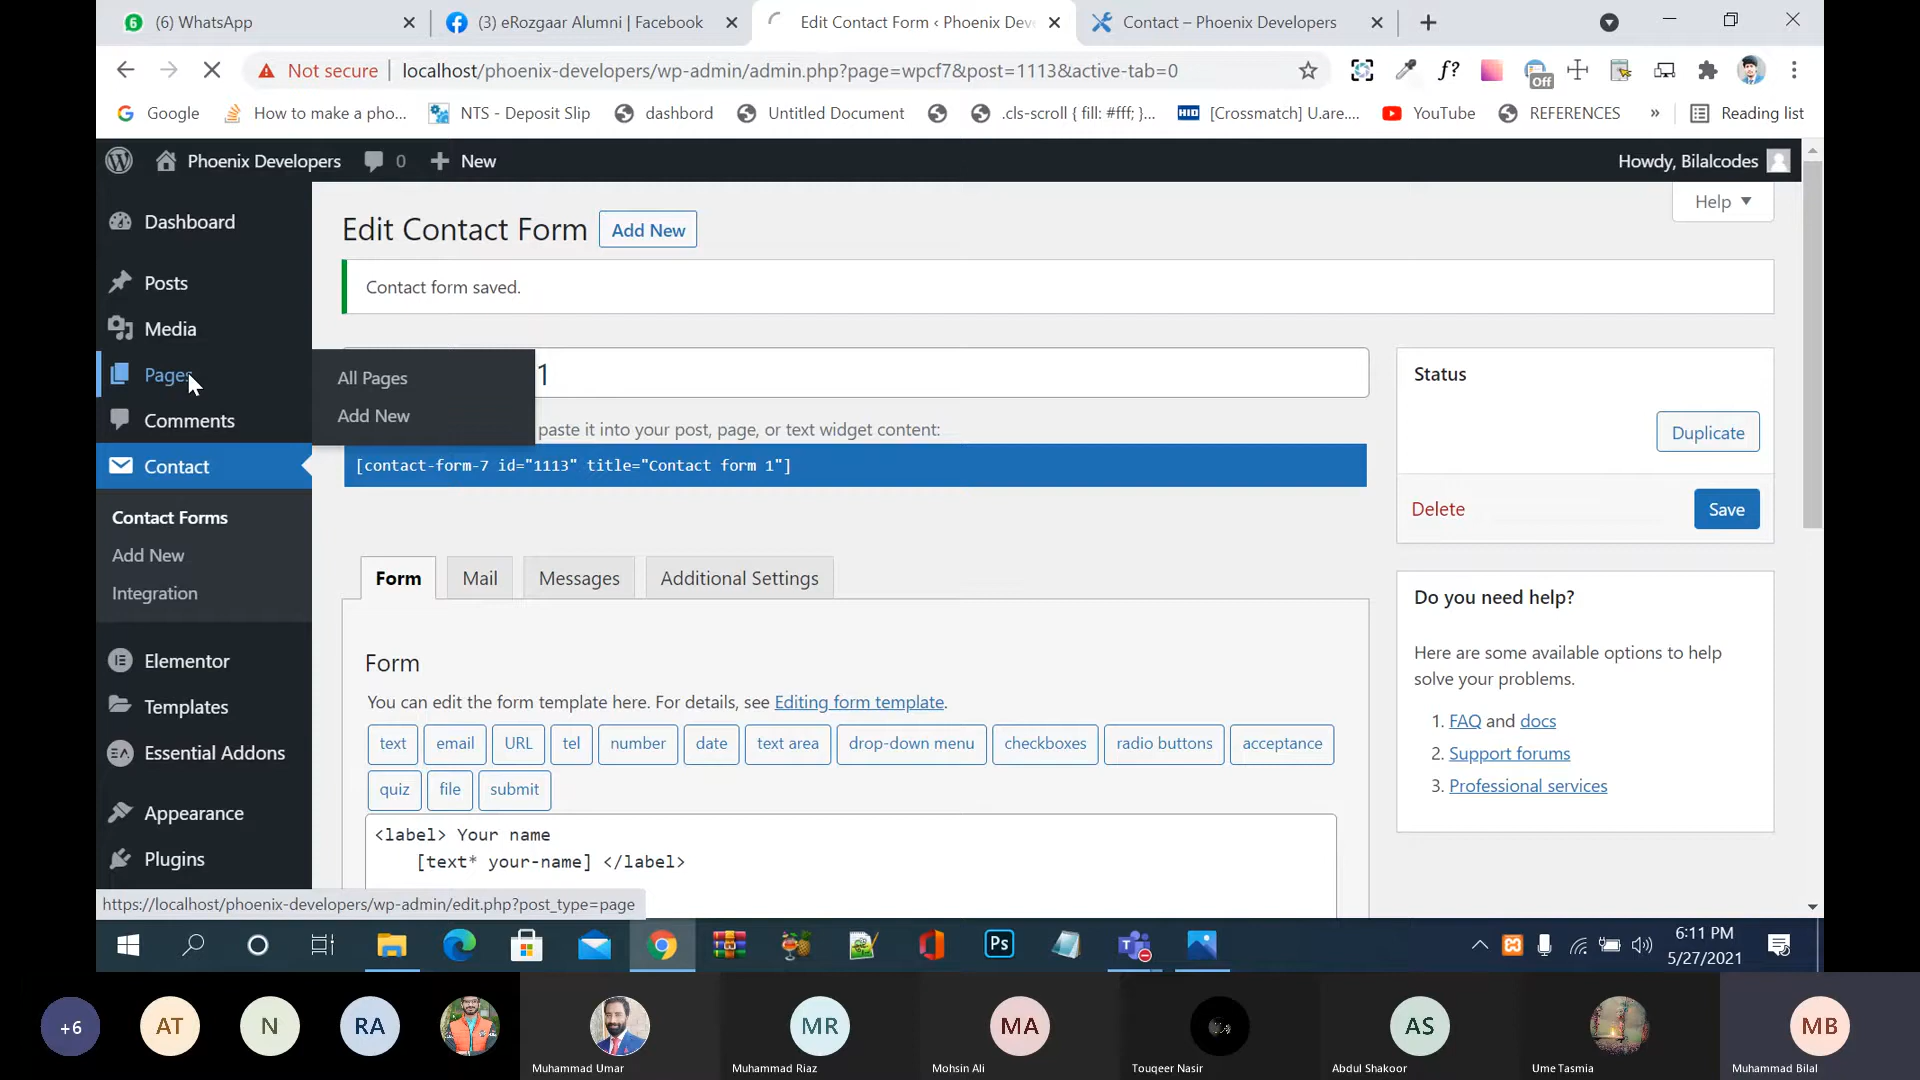 (6) WhatsApp
(3) eRozgaar Alumni | Facebook
Edit Contact Form ‹ Phoenix Dev
Contact – Phoenix Developers
Not secure
localhost/phoenix-developers/wp-admin/admin.php?page=wpcf7&post=1113&active-tab=0
f?
Off
Google
How to make a pho...
NTS - Deposit Slip
dashbord
Untitled Document
.cls-scroll { fill: #fff; }...
HID
[Crossmatch] U.are....
YouTube
REFERENCES
»
Reading list
Phoenix Developers
0
New
Howdy, Bilalcodes
Dashboard
Posts
Media
Pages
All Pages
Add New
Comments
Contact
Contact Forms
Add New
Integration
Elementor
Templates
Essential Addons
Appearance
Plugins
Help
Edit Contact Form
Add New
Contact form saved.
1
paste it into your post, page, or text widget content:
[contact-form-7 id="1113" title="Contact form 1"]
Status
Duplicate
Delete
Save
Form
Mail
Messages
Additional Settings
Form
You can edit the form template here. For details, see Editing form template.
text
email
URL
tel
number
date
text area
drop-down menu
checkboxes
radio buttons
acceptance
quiz
file
submit
<label> Your name
[text* your-name] </label>
Do you need help?
Here are some available options to help
solve your problems.
1. FAQ and docs
2. Support forums
3. Professional services
https://localhost/phoenix-developers/wp-admin/edit.php?post_type=page
Ps
6:11 PM
5/27/2021
+6
AT
N
RA
Muhammad Umar
MR
Muhammad Riaz
MA
Mohsin Ali
Touqeer Nasir
AS
Abdul Shakoor
Ume Tasmia
MB
Muhammad Bilal